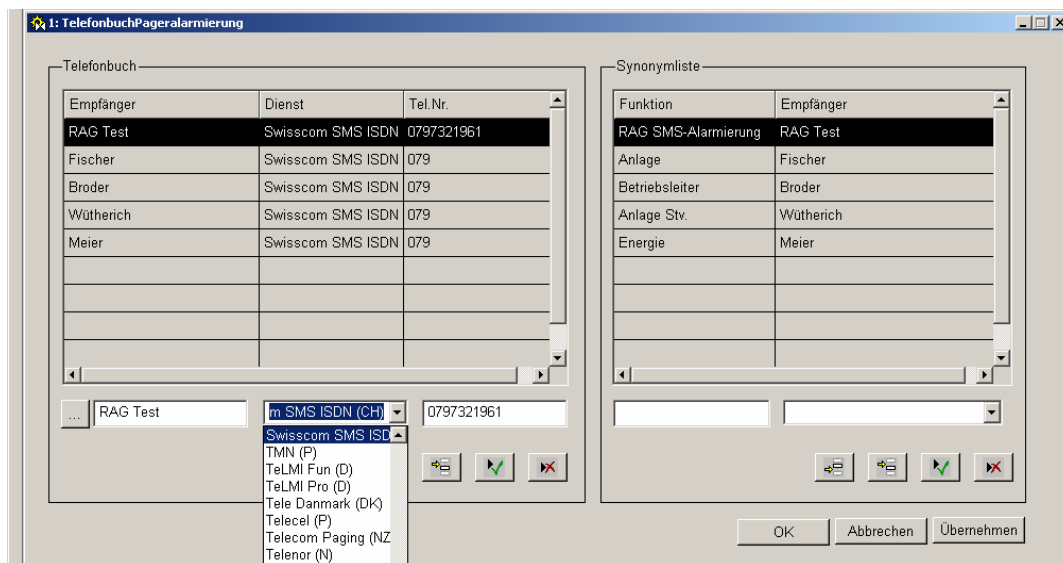 1: TelefonbuchPageralarmierung
Telefonbuch
Empfänger Dienst Tel.Nr.
RAG Test Swisscom SMS ISDN 0797321961
Fischer Swisscom SMS ISDN 079
Broder Swisscom SMS ISDN 079
Wütherich Swisscom SMS ISDN 079
Meier Swisscom SMS ISDN 079
... RAG Test m SMS ISDN (CH) 0797321961
Swisscom SMS ISD
TMN (P)
TeLMI Fun (D)
TeLMI Pro (D)
Tele Danmark (DK)
Telecel (P)
Telecom Paging (NZ
Telenor (N)
Synonymliste
Funktion Empfänger
RAG SMS-Alarmierung RAG Test
Anlage Fischer
Betriebsleiter Broder
Anlage Stv. Wütherich
Energie Meier
OK Abbrechen Übernehmen